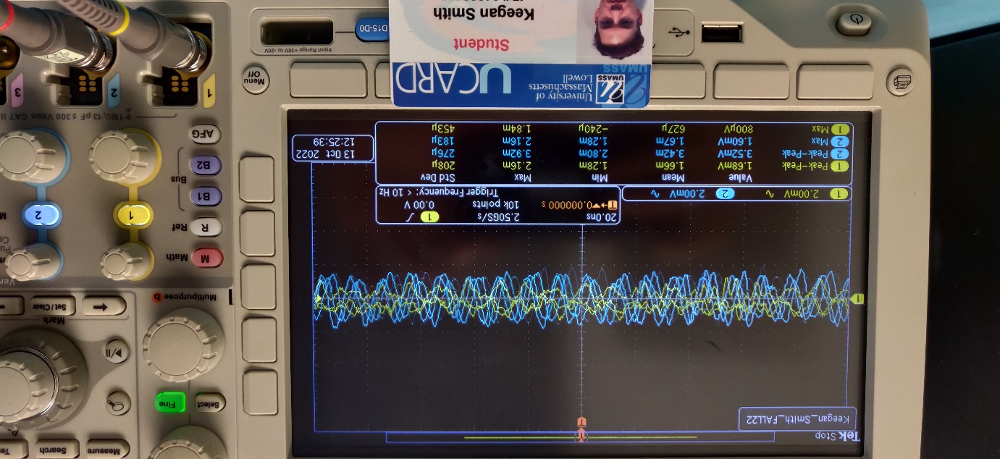 Tek Stop
Keegan_Smith_FALL22
1 2.00mV 2 2.00mV
20.0ns 2.50GS/s 1
0.000000 s 10k points 0.00 V
Trigger Frequency: < 10 Hz
Value Mean Min Max Std Dev
1 Peak-Peak 1.68mV 1.66m 1.28m 2.16m 208µ
2 Peak-Peak 3.52mV 3.42m 2.80m 3.92m 276µ
2 Max 1.60mV 1.67m 1.28m 2.16m 183µ
1 Max 800µV 627µ -240µ 1.84m 453µ
13 Oct 2022
12:25:39
Measure
Search
Select
Fine
Mark
Set / Clear
Multipurpose b
M Math
R Ref
B1
Bus
B2
AFG
1
2
1MΩ, 13 pF ≤ 300 VRMS CAT II
1
2
3
Menu
Off
UMASS
UMASS
University of
Massachusetts
Lowell
UCARD
Student
Keegan Smith
D15-D0
Input Range +30V to -20V